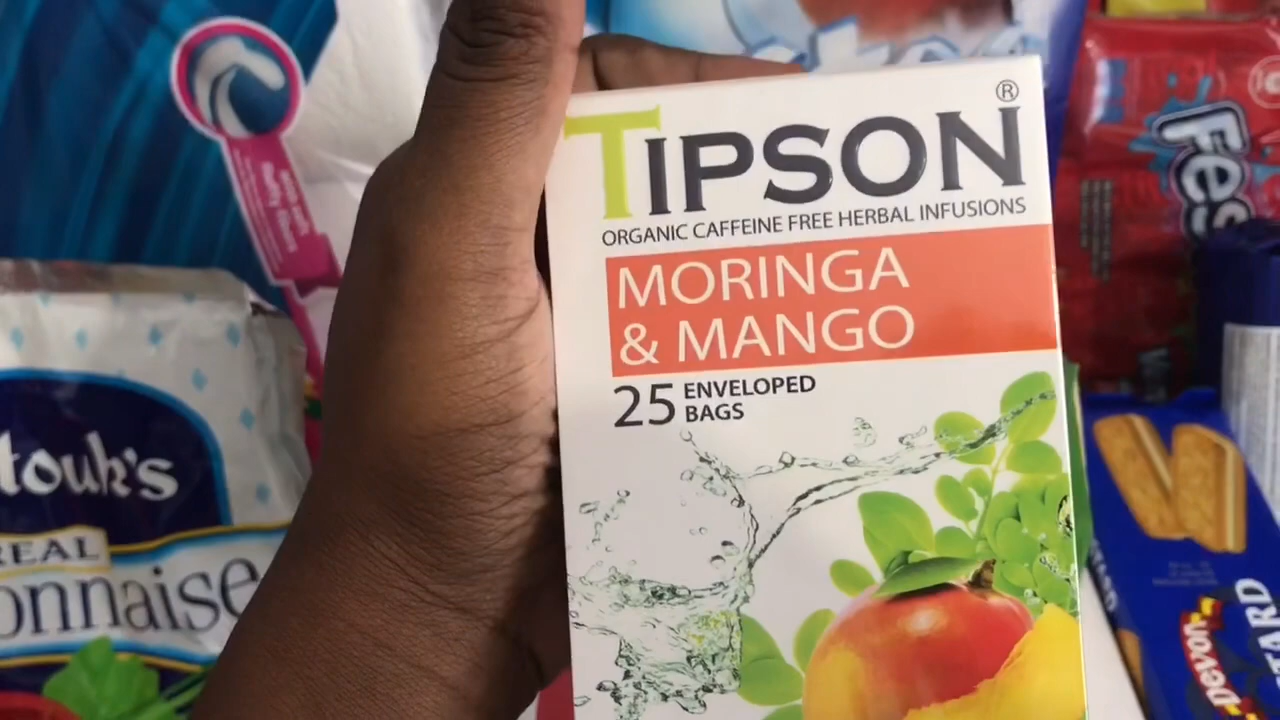 TIPSON®
ORGANIC CAFFEINE FREE HERBAL INFUSIONS
MORINGA
& MANGO
25 ENVELOPED
BAGS
touk's
REAL
onnaise
Fes
Devon
TARD